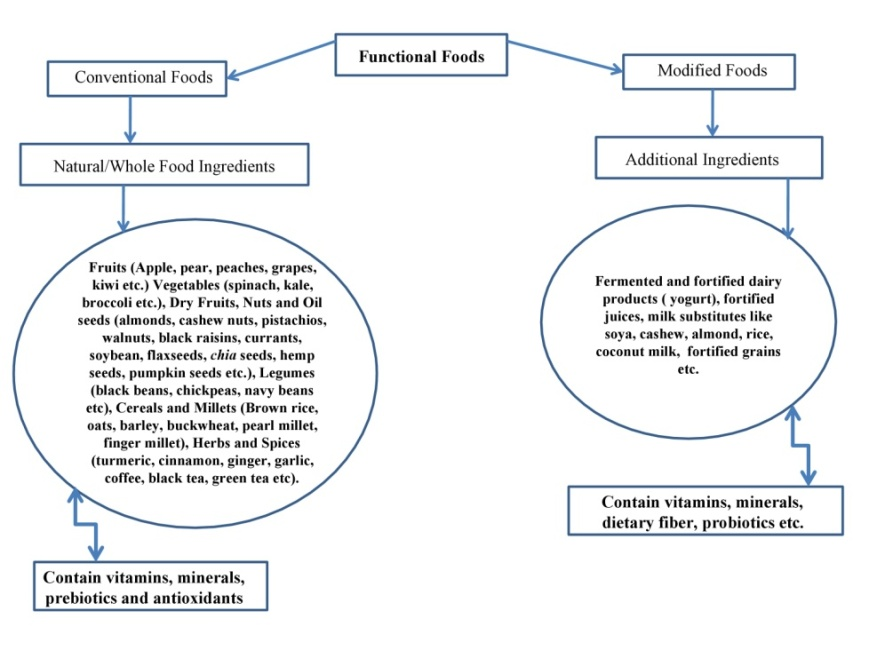 Functional Foods
Conventional Foods
Modified Foods
Natural/Whole Food Ingredients
Additional Ingredients
Fruits (Apple, pear, peaches, grapes,
kiwi etc.) Vegetables (spinach, kale,
broccoli etc.), Dry Fruits, Nuts and Oil
seeds (almonds, cashew nuts, pistachios,
walnuts, black raisins, currants,
soybean, flaxseeds, chia seeds, hemp
seeds, pumpkin seeds etc.), Legumes
(black beans, chickpeas, navy beans
etc), Cereals and Millets (Brown rice,
oats, barley, buckwheat, pearl millet,
finger millet), Herbs and Spices
(turmeric, cinnamon, ginger, garlic,
coffee, black tea, green tea etc).
Fermented and fortified dairy
products ( yogurt), fortified
juices, milk substitutes like
soya, cashew, almond, rice,
coconut milk, fortified grains
etc.
Contain vitamins, minerals,
dietary fiber, probiotics etc.
Contain vitamins, minerals,
prebiotics and antioxidants